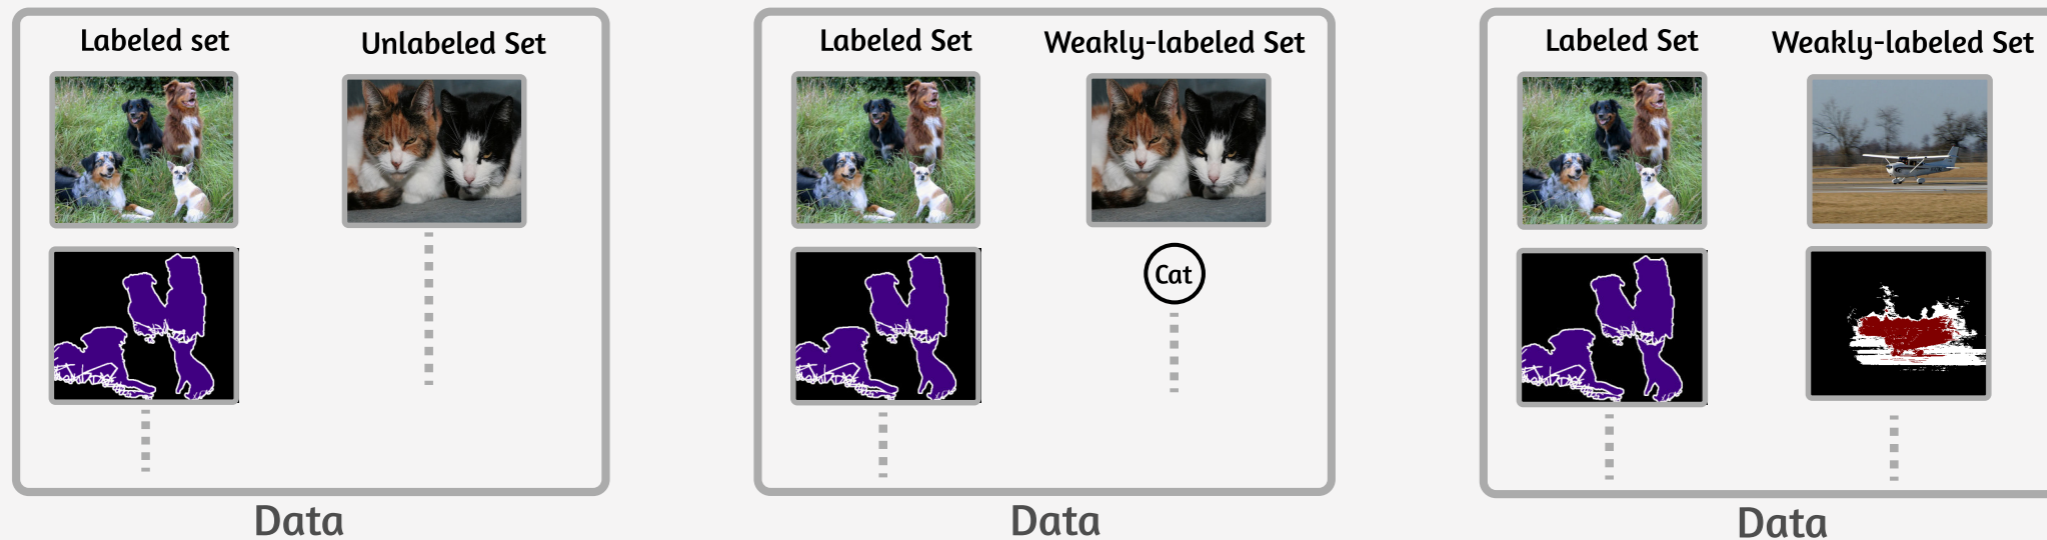 Labeled set
Unlabeled Set
Data
Labeled Set
Weakly-labeled Set
Cat
Data
Labeled Set
Weakly-labeled Set
Data